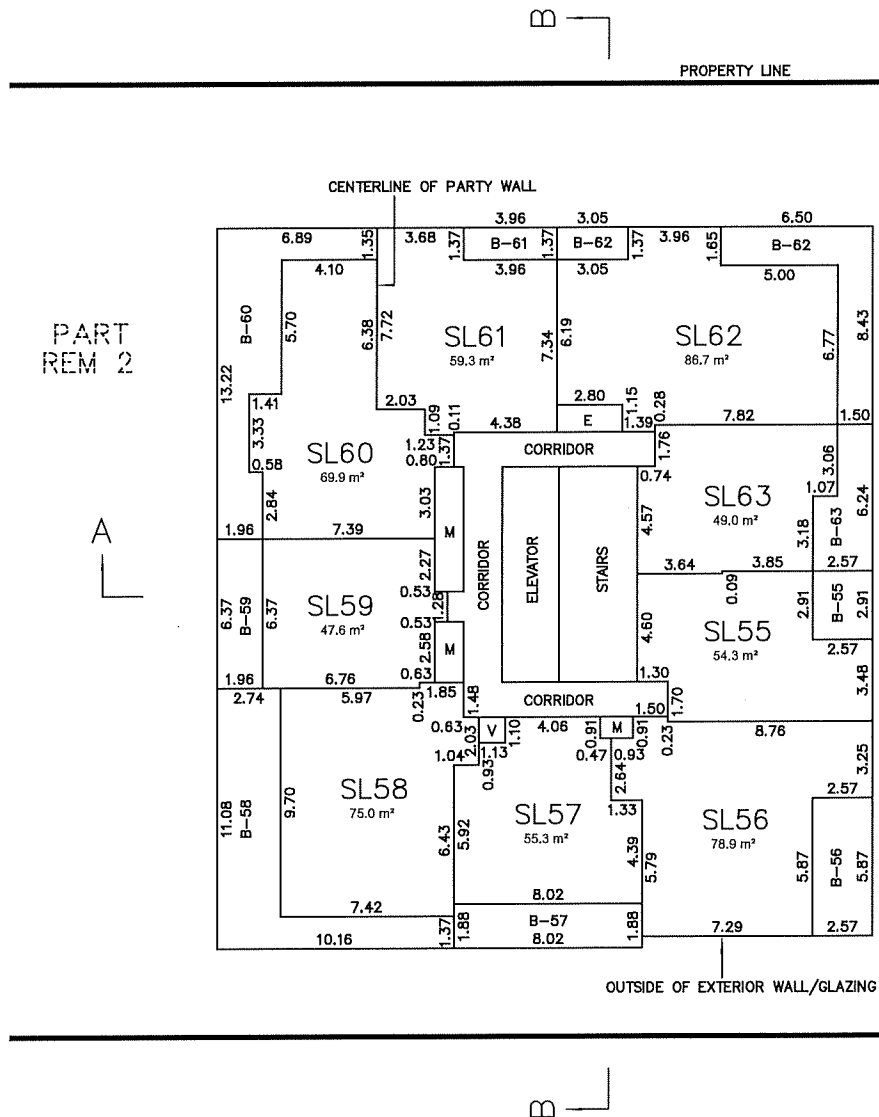 B
PROPERTY LINE
CENTERLINE OF PARTY WALL
3.96 3.05 6.50
6.89 1.35 3.68 1.37 B-61 1.37 B-62 1.37 3.96 1.65 B-62
4.10 3.96 3.05 5.00
PART
REM 2
B-60 5.70 6.38 7.72 SL61 7.34 6.19 SL62 6.77 8.43
59.3 m² 86.7 m²
13.22
1.41 2.03 1.09 0.11 4.38 2.80 1.15 0.28
E 1.39 7.82 1.50
3.33 SL60 1.23 1.37 CORRIDOR 1.76 3.06
0.58 69.9 m² 0.80 0.74 1.07
2.84 3.03 M 4.57 SL63 3.18 B-63 6.24
49.0 m²
A
1.96 7.39 CORRIDOR ELEVATOR STAIRS 3.64 3.85 2.57
2.27 0.09
6.37 B-59 6.37 SL59 0.53 1.28 2.91 B-55 2.91
47.6 m² 0.53 4.60 SL55
2.58 M 54.3 m² 2.57
1.96 6.76 0.63 1.30 3.48
2.74 5.97 0.23 1.85 1.48 CORRIDOR 1.50 1.70
0.63 2.03 V 1.10 4.06 0.91 M 0.91 0.23 8.76
1.04 1.13 0.93 0.47 0.93 3.25
11.08 B-58 9.70 SL58 2.64 2.57
75.0 m² SL57 1.33 SL56
6.43 5.92 55.3 m² 4.39 5.79 78.9 m² 5.87 B-56 5.87
7.42 8.02
1.37 1.88 B-57 1.88
10.16 8.02 7.29 2.57
OUTSIDE OF EXTERIOR WALL/GLAZING
B